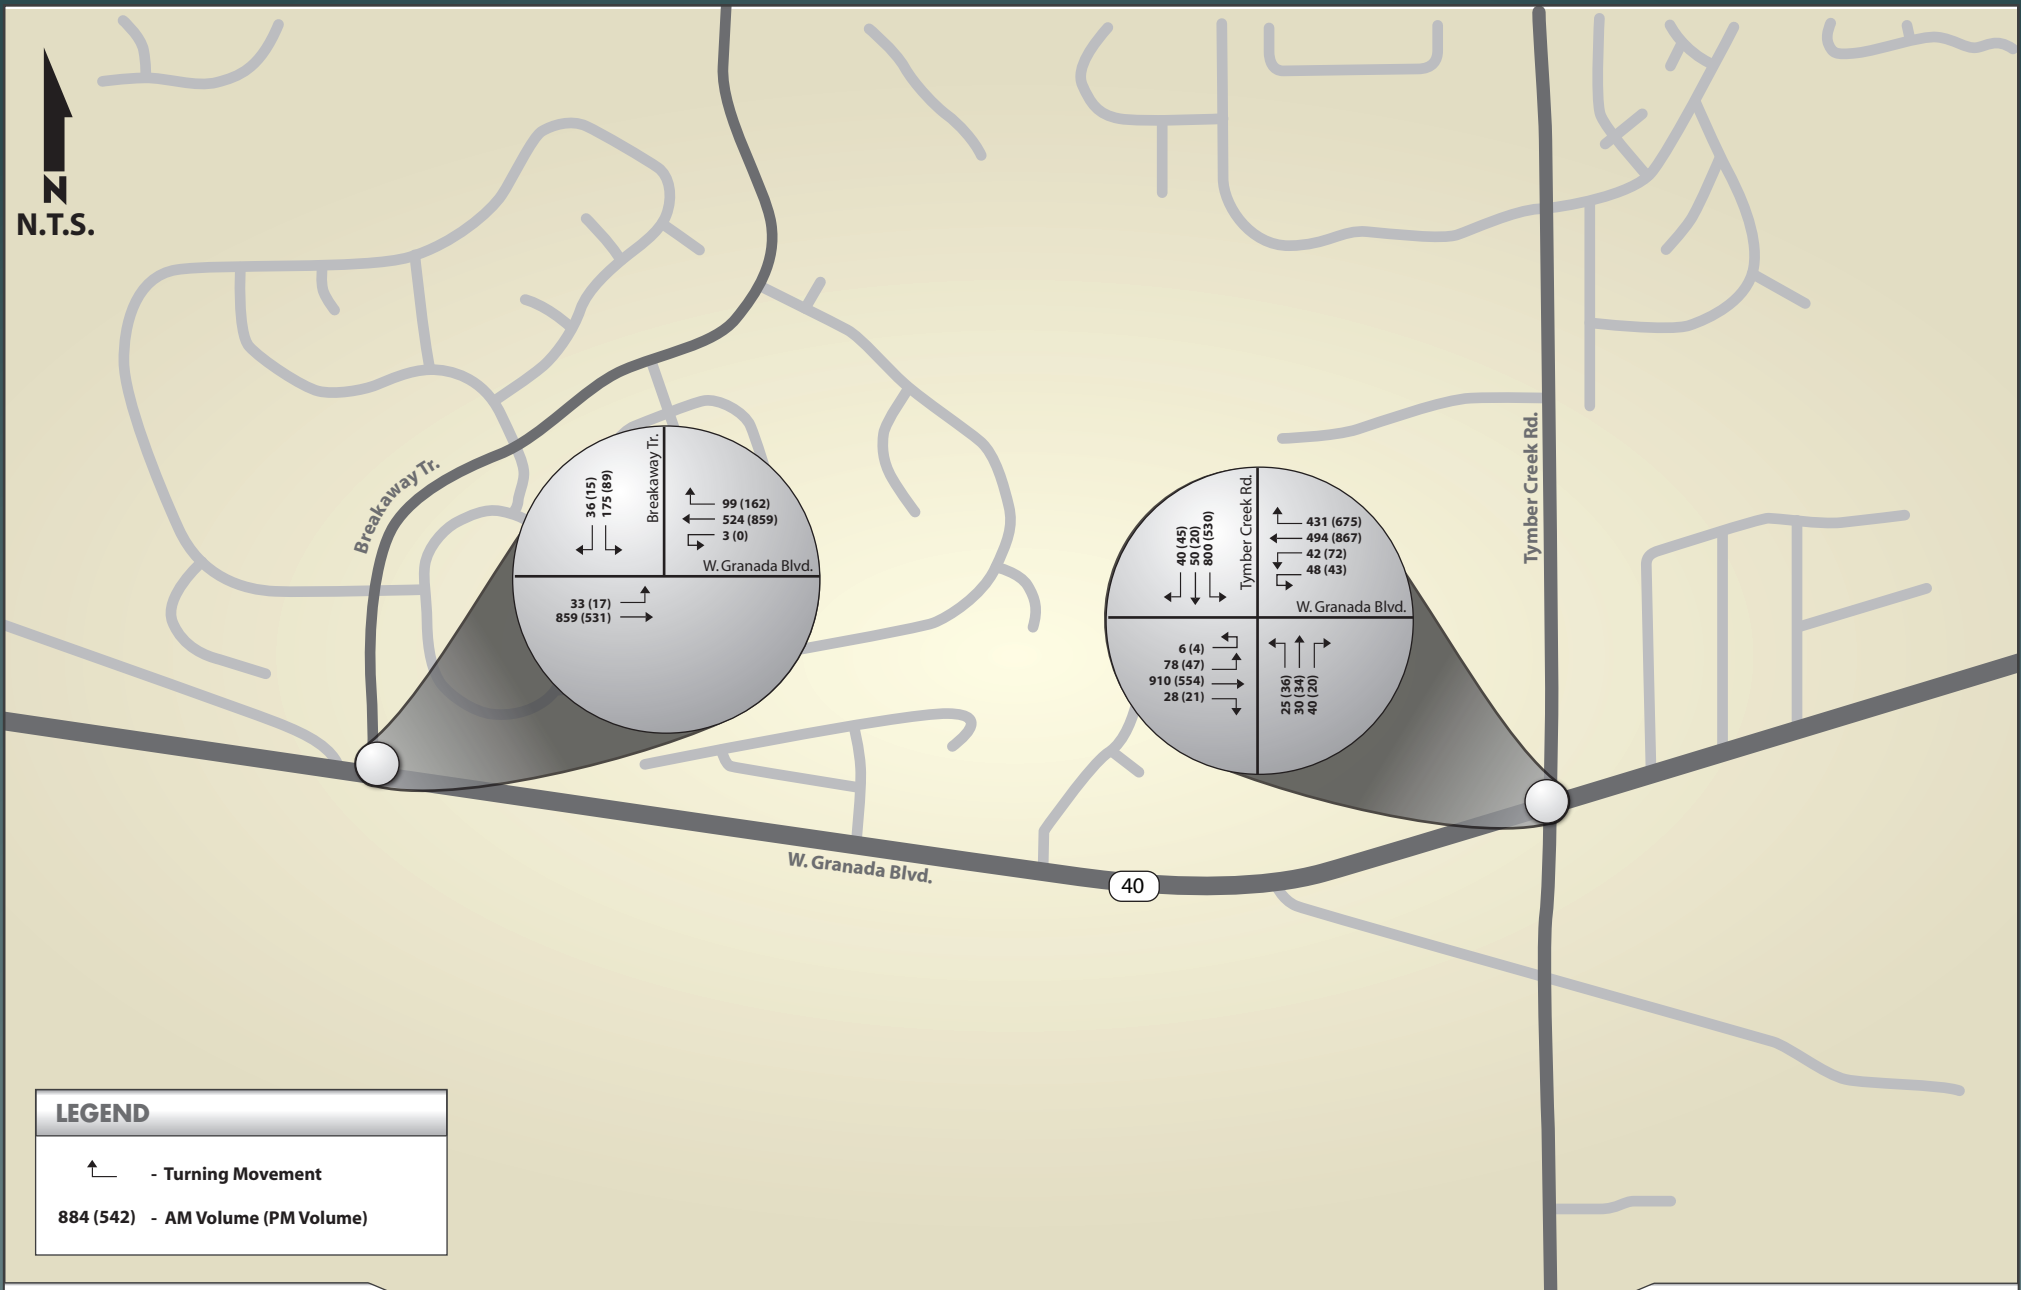 N
N.T.S.
Breakaway Tr.
36 (15)
175 (89)
Breakaway Tr.
99 (162)
524 (859)
3 (0)
W. Granada Blvd.
33 (17)
859 (531)
40 (45)
50 (20)
800 (530)
Tymber Creek Rd.
431 (675)
494 (867)
42 (72)
48 (43)
W. Granada Blvd.
6 (4)
78 (47)
910 (554)
28 (21)
25 (36)
30 (34)
40 (20)
Tymber Creek Rd.
W. Granada Blvd.
40
LEGEND
- Turning Movement
884 (542) - AM Volume (PM Volume)